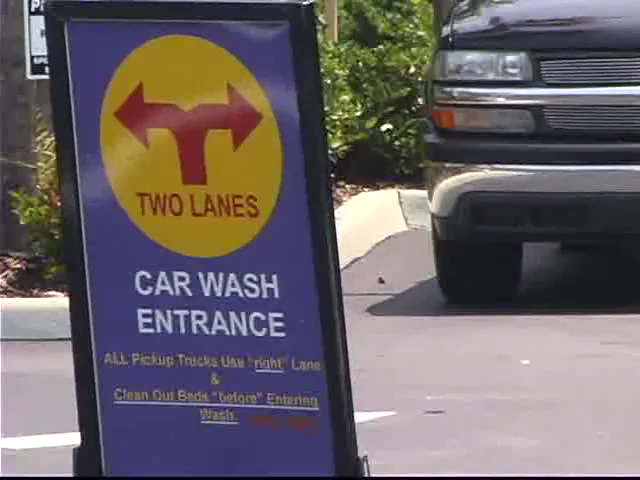 TWO LANES
CAR WASH
ENTRANCE
ALL Pickup Trucks Use "right" Lane
&
Clean Out Beds "before" Entering
Wash.